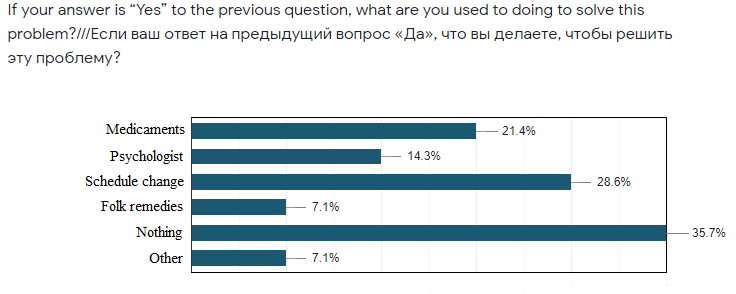 If your answer is “Yes” to the previous question, what are you used to doing to solve this
problem?///Если ваш ответ на предыдущий вопрос «Да», что вы делаете, чтобы решить
эту проблему?
Medicaments 21.4%
Psychologist 14.3%
Schedule change 28.6%
Folk remedies 7.1%
Nothing 35.7%
Other 7.1%